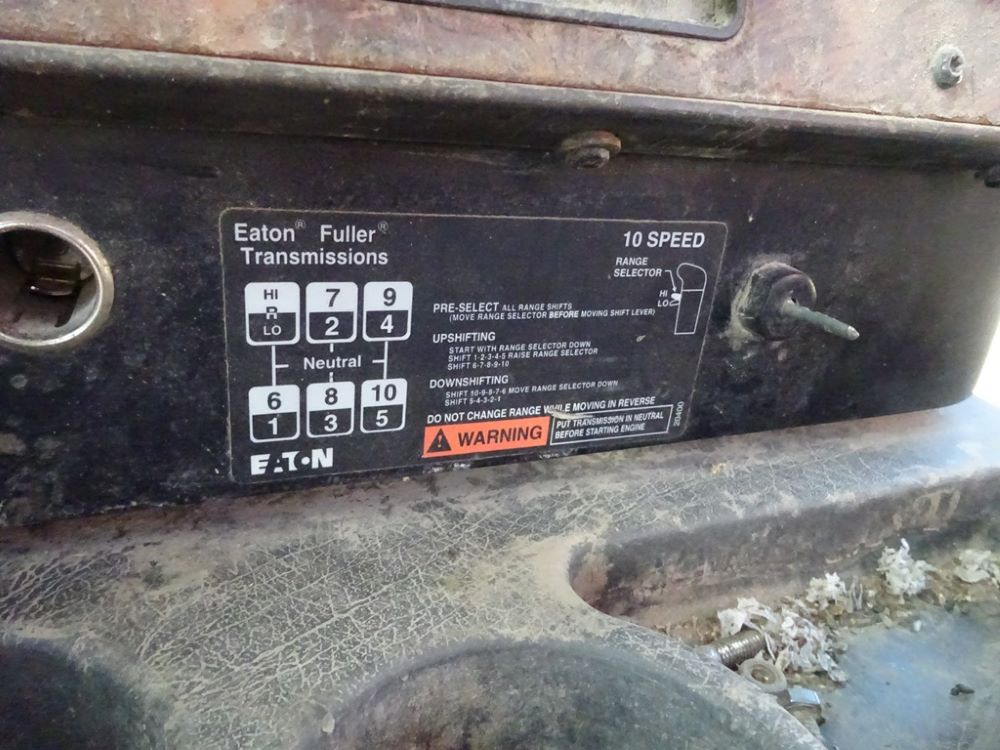 Eaton® Fuller®
Transmissions
10 SPEED
RANGE
SELECTOR
HI
LO
HI
R
LO
7
2
9
4
Neutral
6
1
8
3
10
5
PRE-SELECT ALL RANGE SHIFTS
(MOVE RANGE SELECTOR BEFORE MOVING SHIFT LEVER)
UPSHIFTING
START WITH RANGE SELECTOR DOWN
SHIFT 1-2-3-4-5 RAISE RANGE SELECTOR
SHIFT 6-7-8-9-10
DOWNSHIFTING
SHIFT 10-9-8-7-6 MOVE RANGE SELECTOR DOWN
SHIFT 5-4-3-2-1
DO NOT CHANGE RANGE WHILE MOVING IN REVERSE
WARNING
PUT TRANSMISSION IN NEUTRAL
BEFORE STARTING ENGINE
20400
EATON